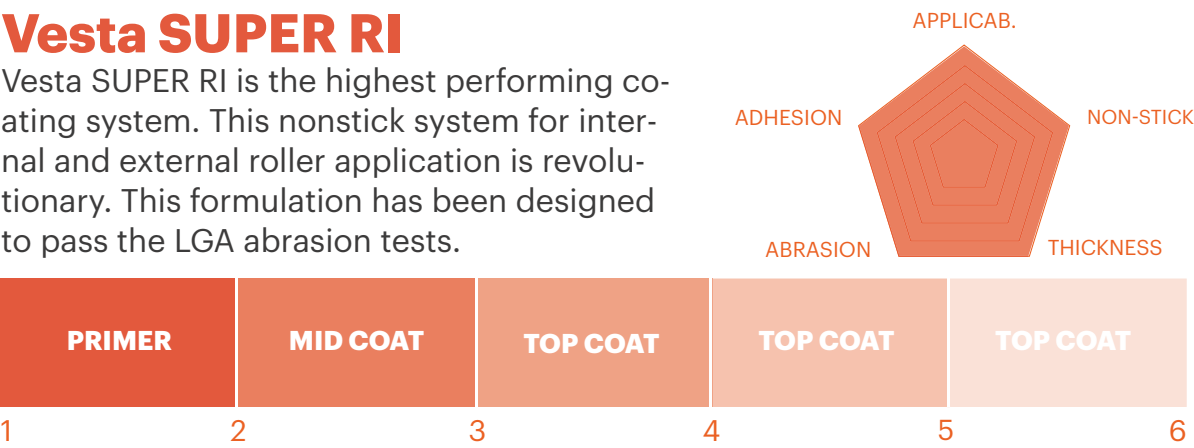 Vesta SUPER RI
Vesta SUPER RI is the highest performing co-
ating system. This nonstick system for inter-
nal and external roller application is revolu-
tionary. This formulation has been designed
to pass the LGA abrasion tests.
APPLICAB.
ADHESION
NON-STICK
ABRASION
THICKNESS
PRIMER
MID COAT
TOP COAT
TOP COAT
TOP COAT
1
2
3
4
5
6